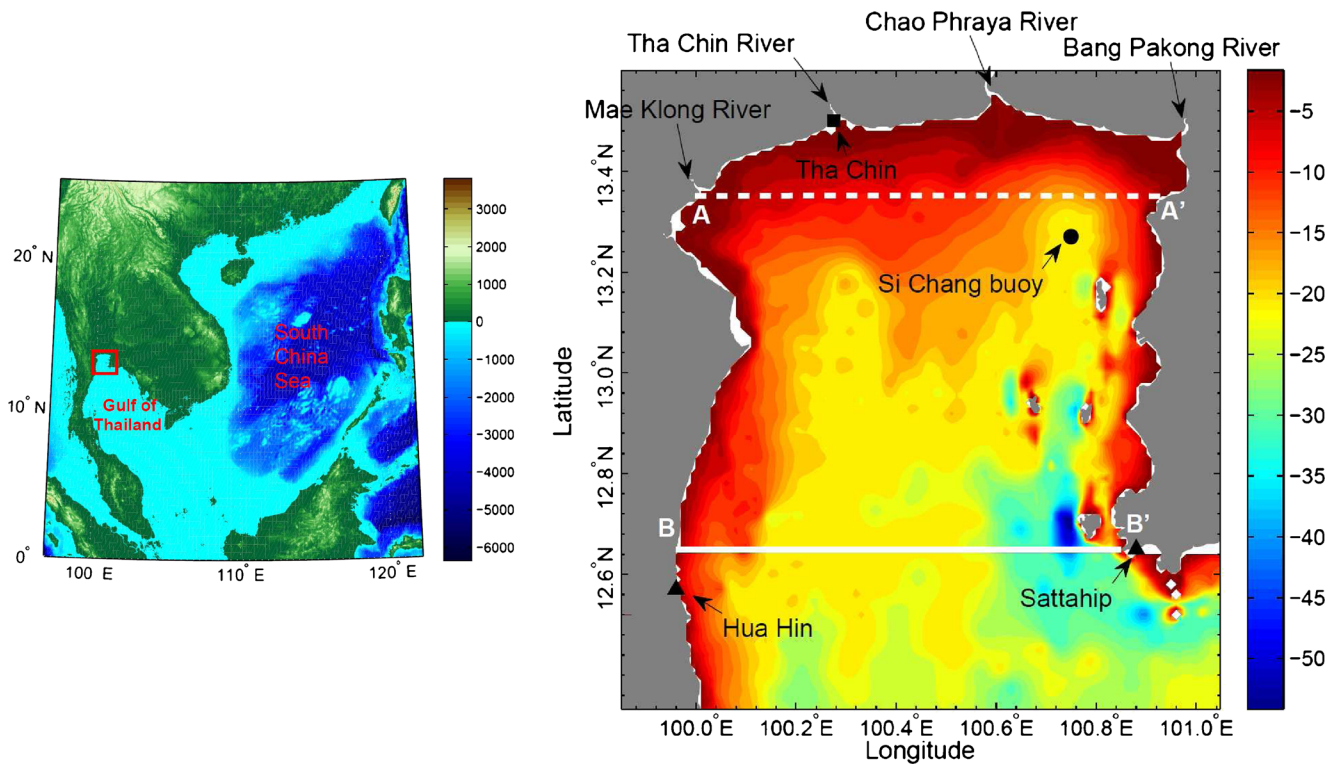 3000
2000
1000
0
−1000
−2000
−3000
−4000
−5000
−6000
20° N
10° N
0°
100 E
110°E
120°E
South
China
Sea
Gulf of
Thailand
Chao Phraya River
Tha Chin River
Bang Pakong River
Mae Klong River
Tha Chin
A
A'
Si Chang buoy
B
B'
Sattahip
Hua Hin
Latitude
13.4°N
13.2°N
13.0°N
12.8°N
12.6°N
100.0°E
100.2°E
100.4°E
100.6°E
100.8°E
101.0°E
Longitude
−5
−10
−15
−20
−25
−30
−35
−40
−45
−50